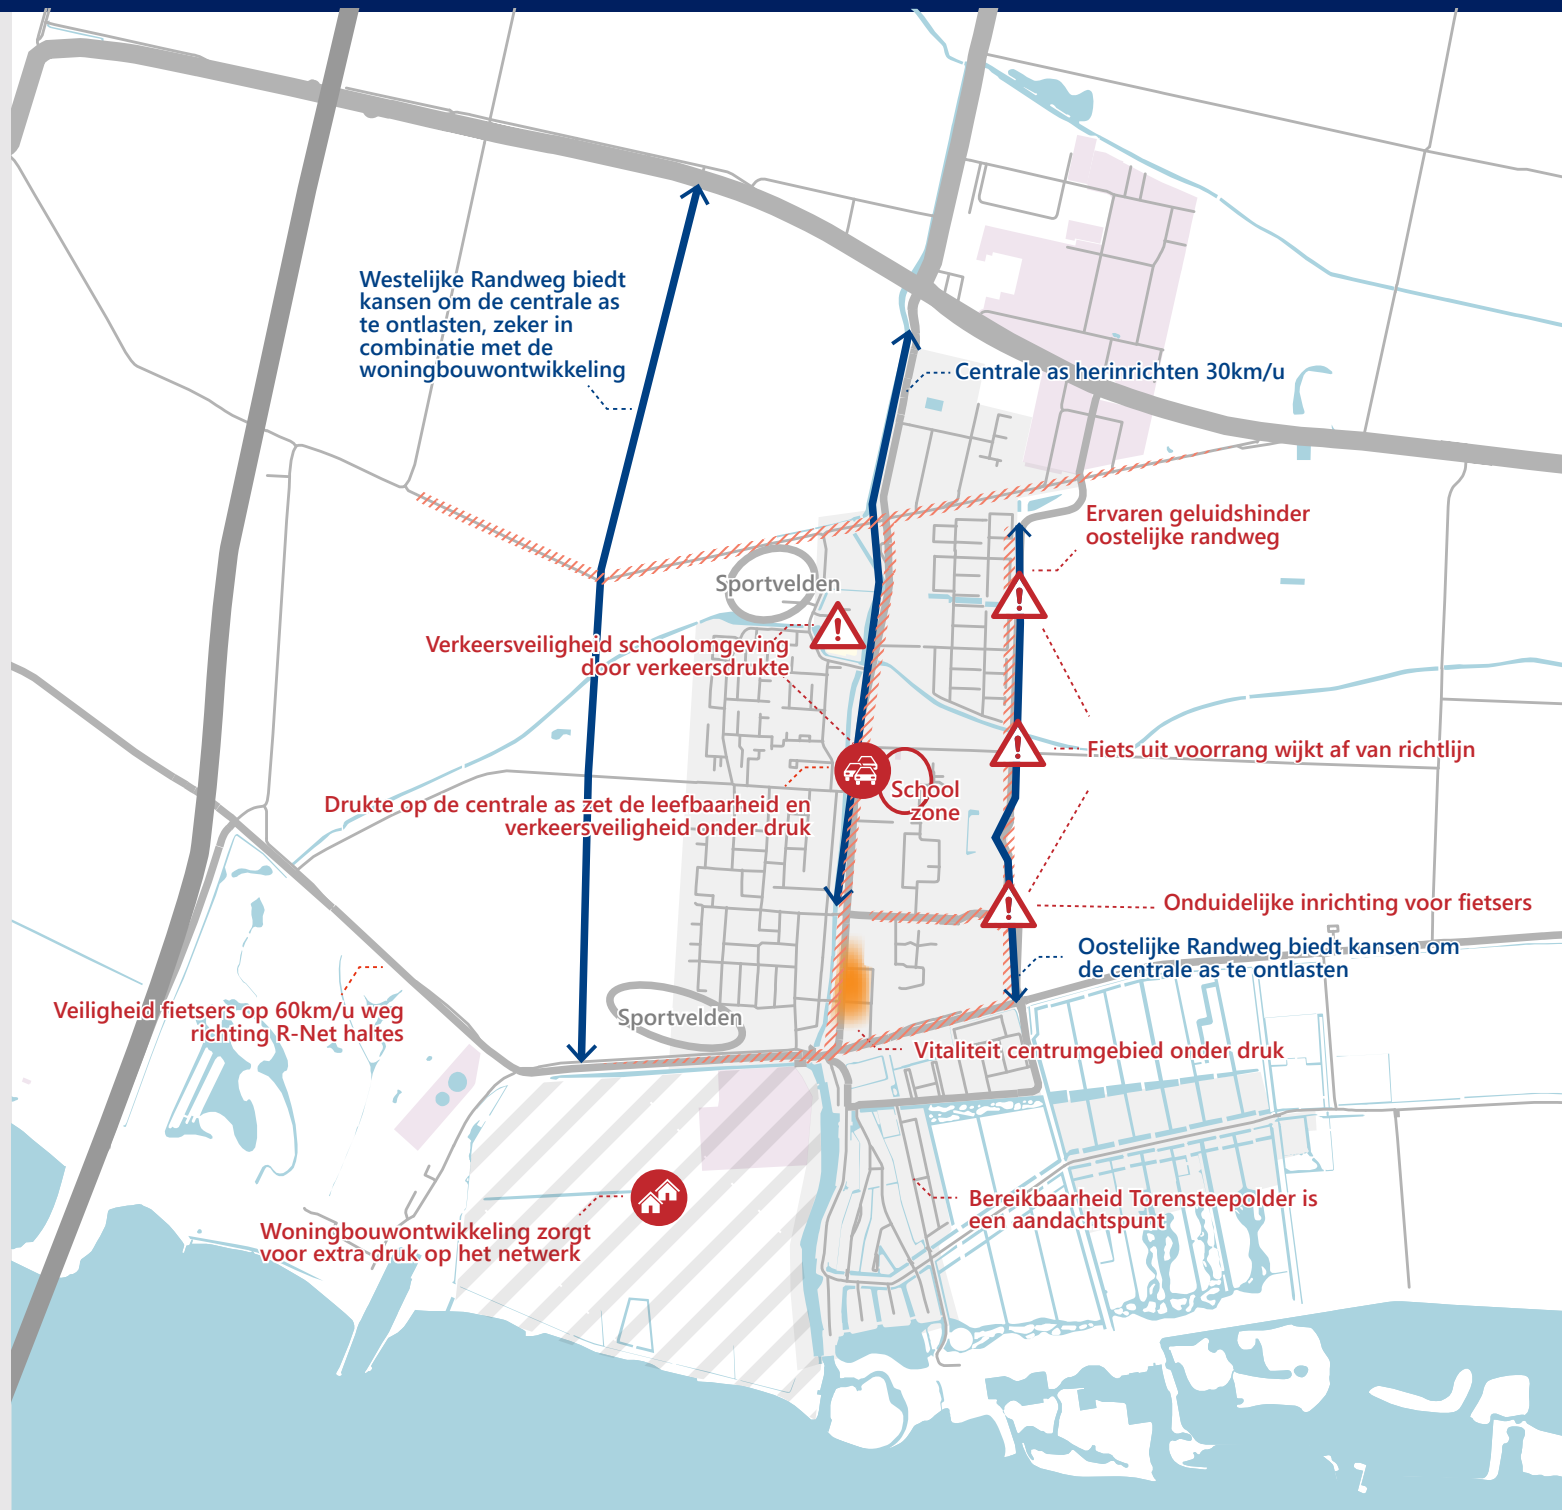 Westelijke Randweg biedt
kansen om de centrale as
te ontlasten, zeker in
combinatie met de
woningbouwontwikkeling
Centrale as herinrichten 30km/u
Ervaren geluidshinder
oostelijke randweg
Sportvelden
Verkeersveiligheid schoolomgeving
door verkeersdrukte
Fiets uit voorrang wijkt af van richtlijn
School
zone
Drukte op de centrale as zet de leefbaarheid en
verkeersveiligheid onder druk
Onduidelijke inrichting voor fietsers
Oostelijke Randweg biedt kansen om
de centrale as te ontlasten
Veiligheid fietsers op 60km/u weg
richting R-Net haltes
Sportvelden
Vitaliteit centrumgebied onder druk
Bereikbaarheid Torensteepolder is
een aandachtspunt
Woningbouwontwikkeling zorgt
voor extra druk op het netwerk